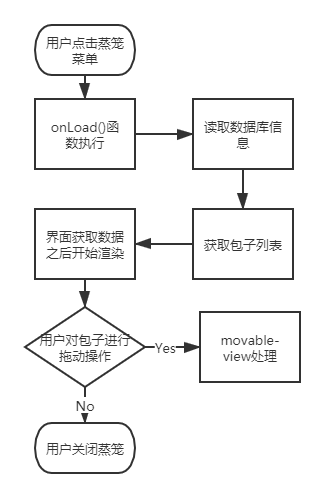 用户点击蒸笼
菜单
onLoad()函
数执行
读取数据库信
息
获取包子列表
界面获取数据
之后开始渲染
用户对包子进行
拖动操作
Yes
movable-
view处理
No
用户关闭蒸笼